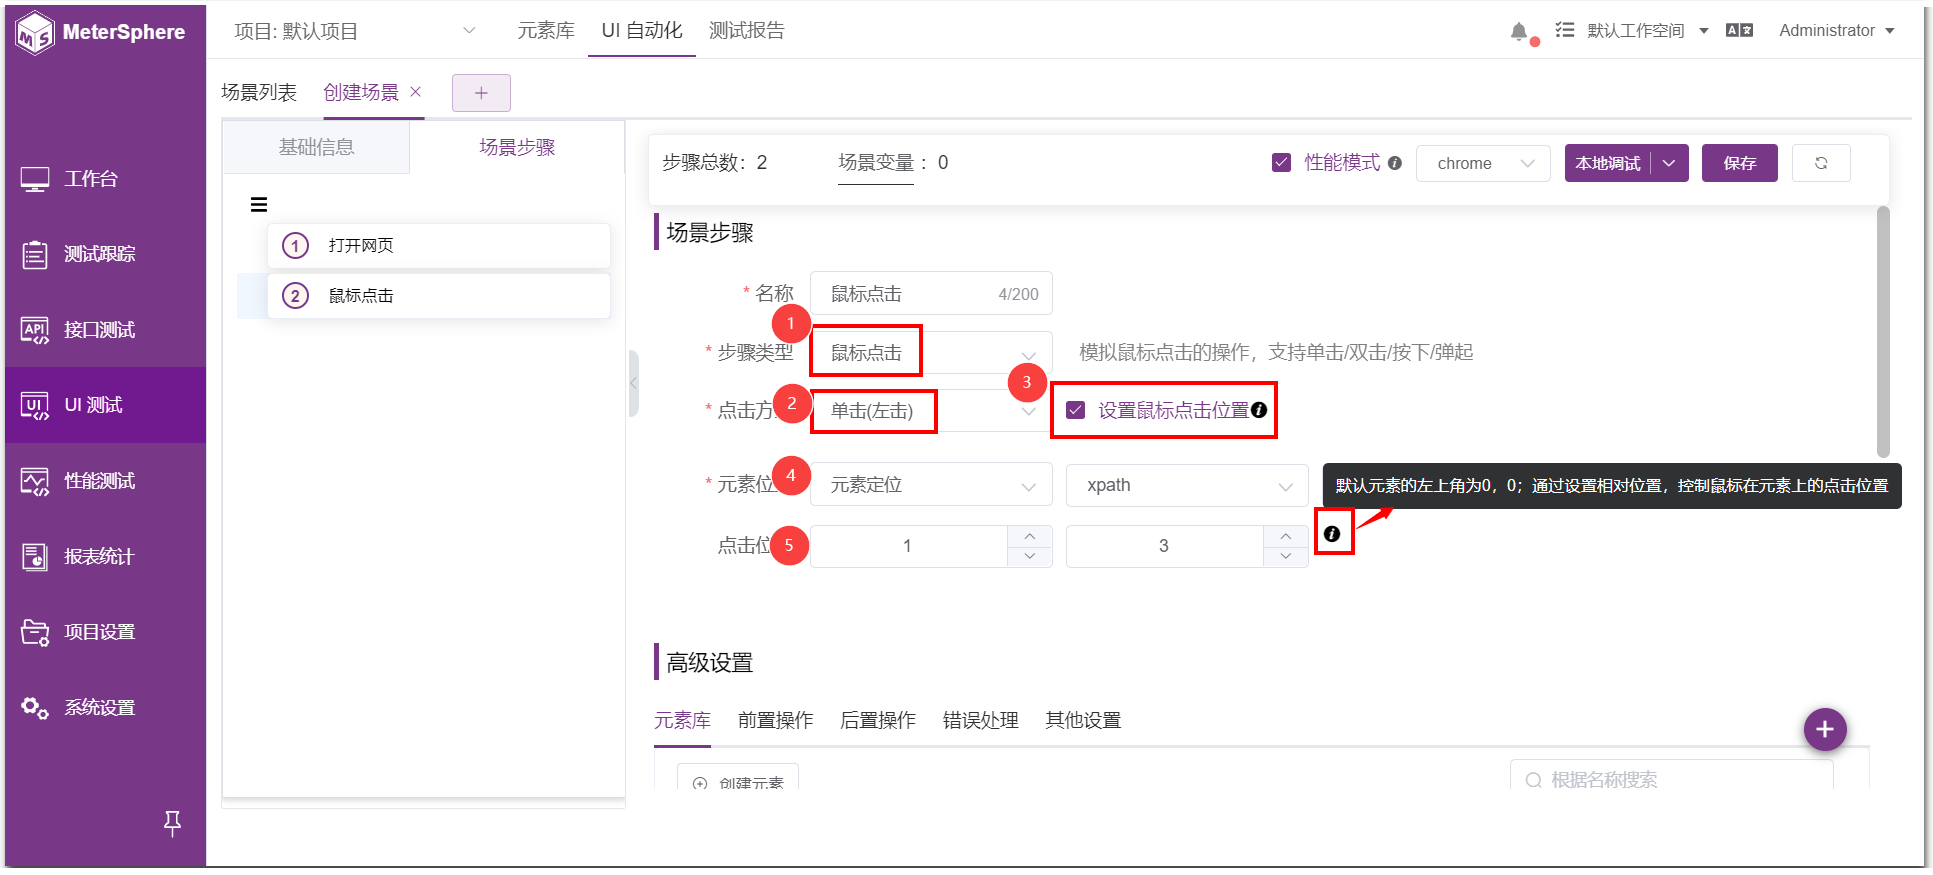 MeterSphere
项目: 默认项目
元素库
UI 自动化
测试报告
默认工作空间
Administrator
场景列表
创建场景
基础信息
场景步骤
工作台
测试跟踪
接口测试
UI 测试
性能测试
报表统计
项目设置
系统设置
1 打开网页
2 鼠标点击
步骤总数：2
场景变量 ：0
性能模式
chrome
本地调试
保存
场景步骤
* 名称 鼠标点击 4/200
1
* 步骤类型 鼠标点击 模拟鼠标点击的操作，支持单击/双击/按下/弹起
3
* 点击方 2 单击(左击) 设置鼠标点击位置
* 元素位 4 元素定位 xpath
默认元素的左上角为0，0；通过设置相对位置，控制鼠标在元素上的点击位置
点击位 5 1 3
高级设置
元素库 前置操作 后置操作 错误处理 其他设置
创建元素
根据名称搜索